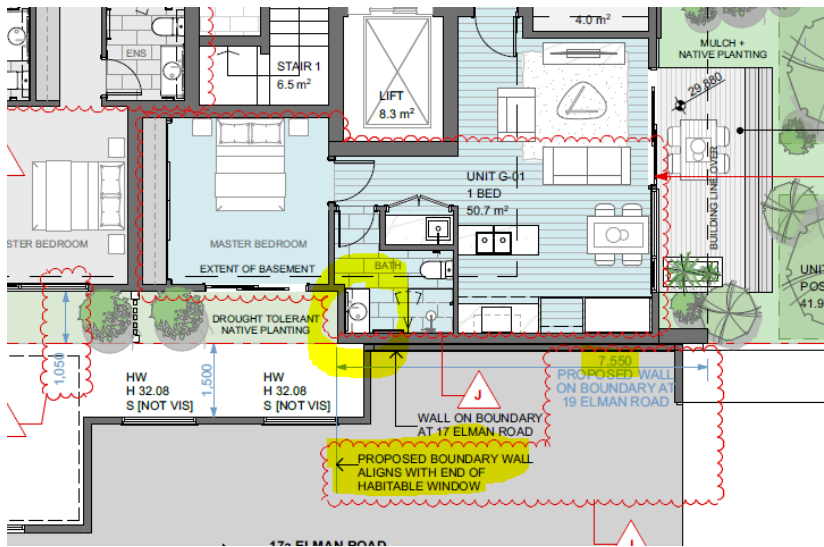 4.0 m²
MULCH +
NATIVE PLANTING
ENS
STAIR 1
6.5 m²
LIFT
8.3 m²
29,880
BUILDING LINE OVER
UNIT G-01
1 BED
50.7 m²
STER BEDROOM
MASTER BEDROOM
BATH
EXTENT OF BASEMENT
UNI
POS
41.9
DROUGHT TOLERANT
NATIVE PLANTING
1,050
1,500
HW
H 32.08
S [NOT VIS]
HW
H 32.08
S [NOT VIS]
7,550
PROPOSED WALL
ON BOUNDARY AT
19 ELMAN ROAD
J
WALL ON BOUNDARY
AT 17 ELMAN ROAD
PROPOSED BOUNDARY WALL
ALIGNS WITH END OF
HABITABLE WINDOW
17a ELMAN ROAD